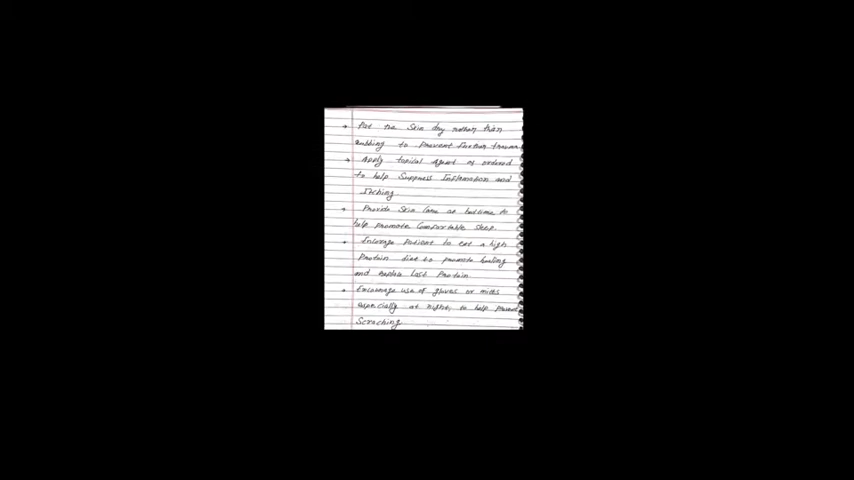 → Pat the Skin dry rather than
rubbing to prevent friction trauma
→ Apply topical Agent as ordered
to help Suppress Inflamation and
Itching
• Provide Skin Care at bedtime to
help promote Comfortable Sleep.
• Encourage Patient to eat a high
Protein diet to promote healing
and replace Lost Protein
• Encourage use of gloves or mitts
especially at night, to help prevent
Scraching